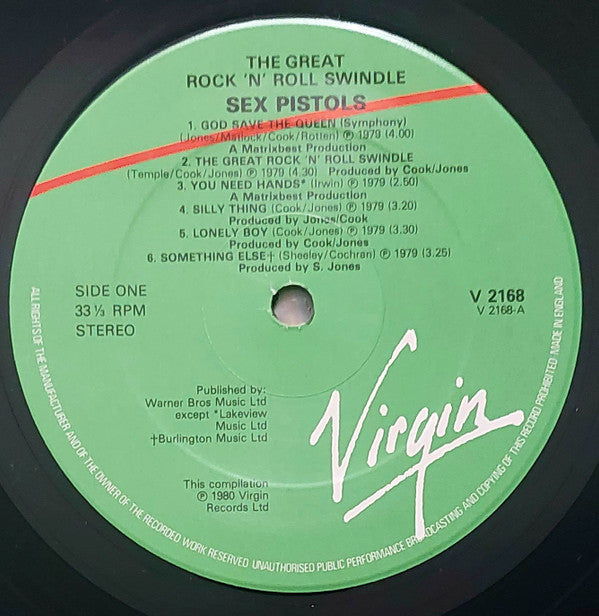 THE GREAT
ROCK 'N' ROLL SWINDLE
SEX PISTOLS
1. GOD SAVE THE QUEEN (Symphony)
(Jones/Matlock/Cook/Rotten) ℗ 1979 (4.00)
A Matrixbest Production
2. THE GREAT ROCK 'N' ROLL SWINDLE
(Temple/Cook/Jones) ℗ 1979 (4.30) Produced by Cook/Jones
3. YOU NEED HANDS* (Irwin) ℗ 1979 (2.50)
A Matrixbest Production
4. SILLY THING (Cook/Jones) ℗ 1979 (3.20)
Produced by Jones/Cook
5. LONELY BOY (Cook/Jones) ℗ 1979 (3.30)
Produced by Cook/Jones
6. SOMETHING ELSE† (Sheeley/Cochran) ℗ 1979 (3.25)
Produced by S. Jones
SIDE ONE
33⅓ RPM
STEREO
V 2168
V 2168-A
Published by:
Warner Bros Music Ltd
except *Lakeview
Music Ltd
†Burlington Music Ltd
This compilation
℗ 1980 Virgin
Records Ltd
Virgin
ALL RIGHTS OF THE MANUFACTURER AND OF THE OWNER OF THE RECORDED WORK RESERVED UNAUTHORISED PUBLIC PERFORMANCE BROADCASTING AND COPYING OF THIS RECORD PROHIBITED MADE IN ENGLAND